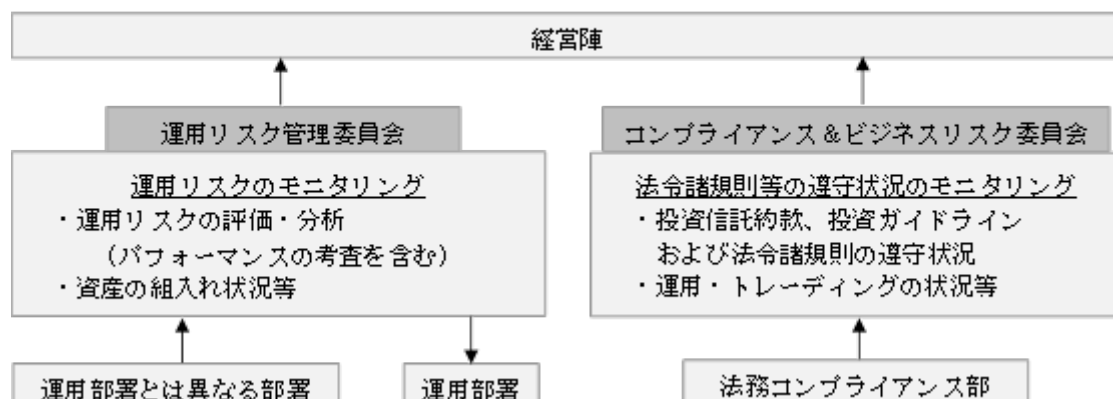 経営陣
運用リスク管理委員会
運用リスクのモニタリング
・運用リスクの評価・分析
（パフォーマンスの考査を含む）
・資産の組入れ状況等
コンプライアンス＆ビジネスリスク委員会
法令諸規則等の遵守状況のモニタリング
・投資信託約款、投資ガイドライン
および法令諸規則の遵守状況
・運用・トレーディングの状況等
運用部署とは異なる部署
運用部署
法務コンプライアンス部